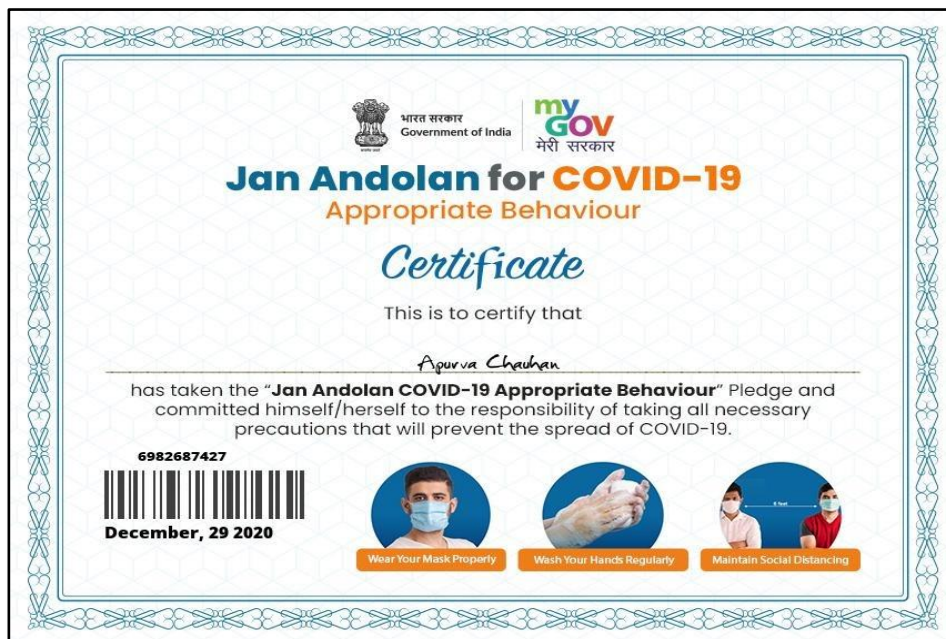 भारत सरकार
Government of India
my
GOV
मेरी सरकार
Jan Andolan for COVID-19
Appropriate Behaviour
Certificate
This is to certify that
Apurva Chauhan
has taken the “Jan Andolan COVID-19 Appropriate Behaviour” Pledge and
committed himself/herself to the responsibility of taking all necessary
precautions that will prevent the spread of COVID-19.
6982687427
December, 29 2020
6 feet
Wear Your Mask Properly
Wash Your Hands Regularly
Maintain Social Distancing